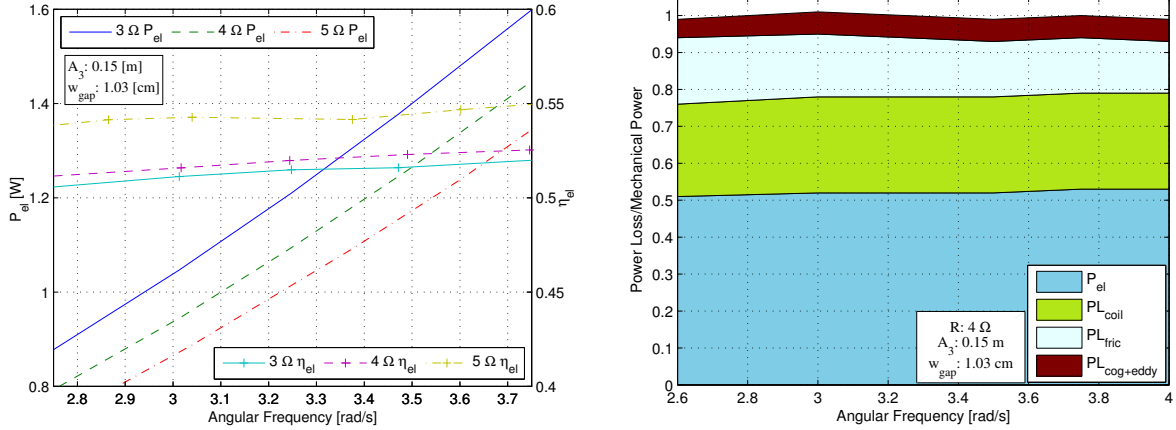 1.6
1.4
1.2
1
0.8
P_el [W]
3 Ω P_el
4 Ω P_el
5 Ω P_el
A_3: 0.15 [m]
w_gap: 1.03 [cm]
0.6
0.55
0.5
0.45
0.4
η_el
3 Ω η_el
4 Ω η_el
5 Ω η_el
2.8 2.9 3 3.1 3.2 3.3 3.4 3.5 3.6 3.7
Angular Frequency [rad/s]
1
0.9
0.8
0.7
0.6
0.5
0.4
0.3
0.2
0.1
0
Power Loss/Mechanical Power
R: 4 Ω
A_3: 0.15 m
w_gap: 1.03 cm
P_el
PL_coil
PL_fric
PL_cog+eddy
2.6 2.8 3 3.2 3.4 3.6 3.8 4
Angular Frequency [rad/s]